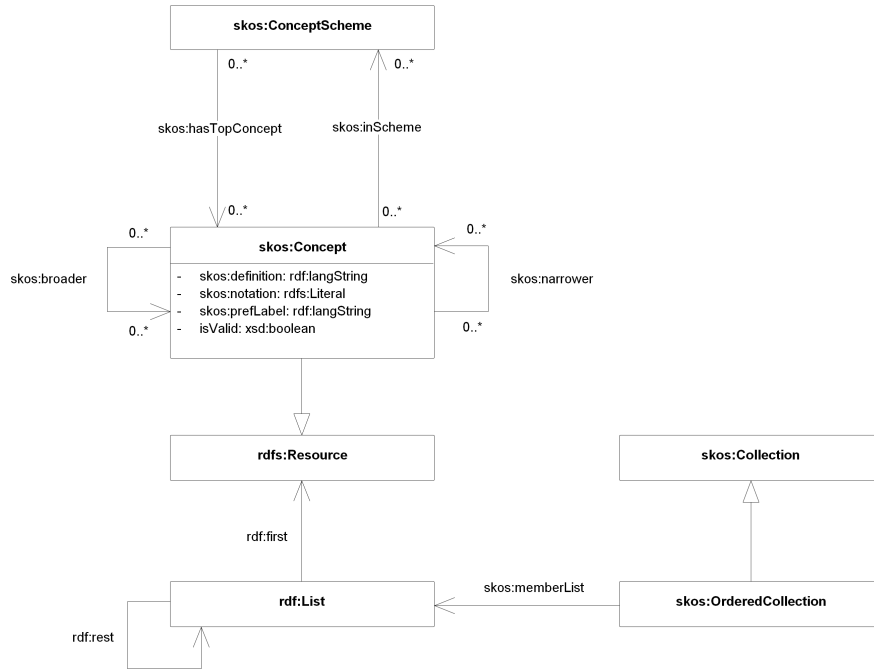 skos:ConceptScheme
0..*
0..*
skos:hasTopConcept
skos:inScheme
0..*
0..*
0..*
skos:Concept
0..*
skos:broader
- skos:definition: rdf:langString
- skos:notation: rdfs:Literal
- skos:prefLabel: rdf:langString
- isValid: xsd:boolean
skos:narrower
0..*
0..*
rdfs:Resource
skos:Collection
rdf:first
rdf:List
skos:memberList
skos:OrderedCollection
rdf:rest